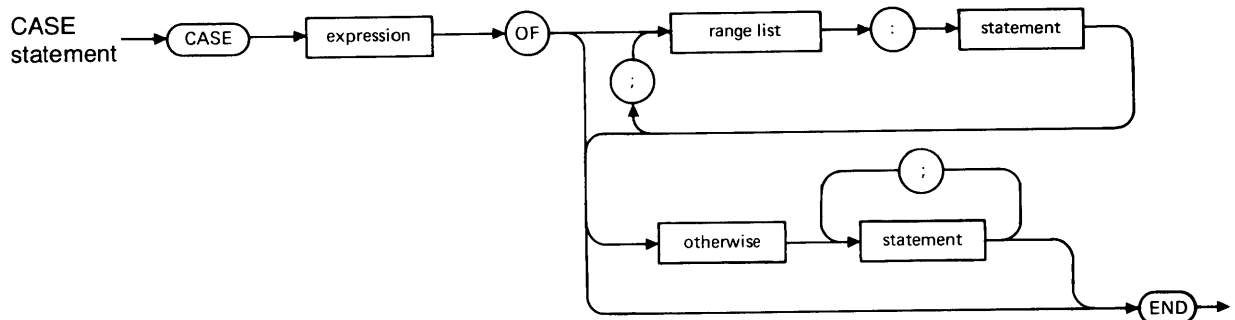 CASE
statement
CASE
expression
OF
range list
:
statement
;
;
otherwise
statement
END